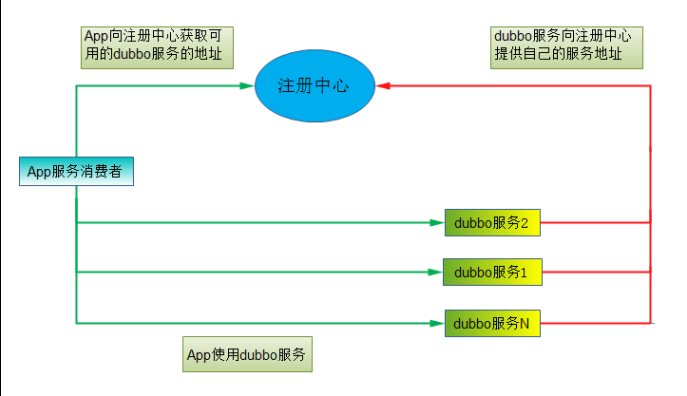 App向注册中心获取可
用的dubbo服务的地址
dubbo服务向注册中心
提供自己的服务地址
注册中心
App服务消费者
dubbo服务2
dubbo服务1
dubbo服务N
App使用dubbo服务